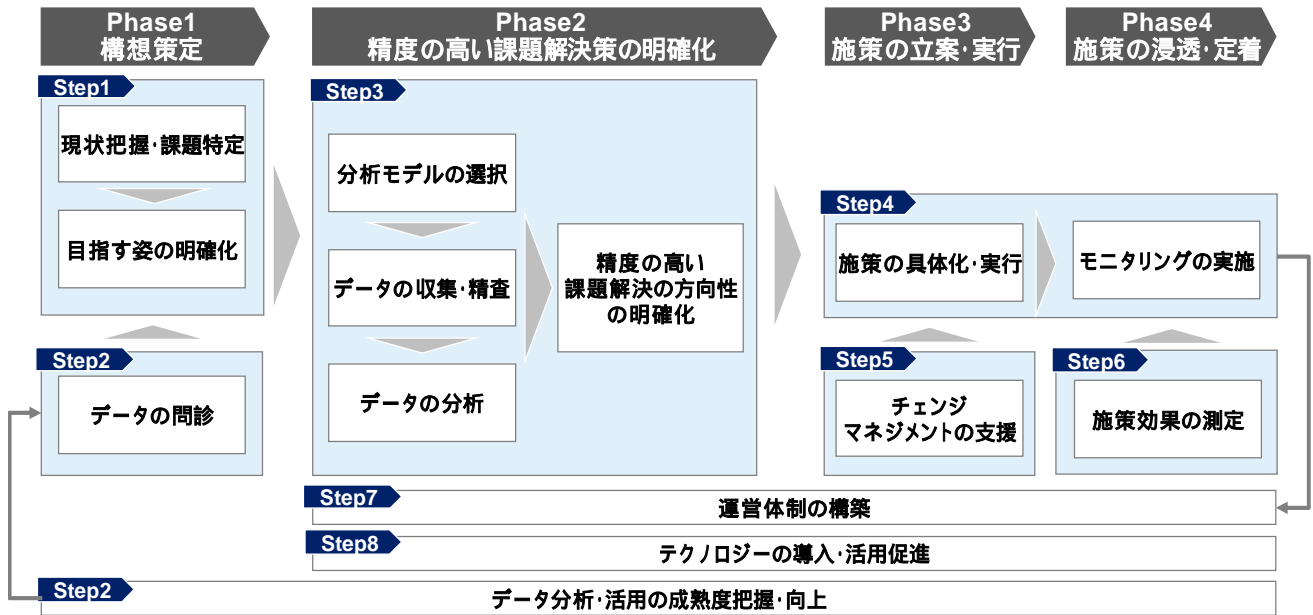 Phase1
構想策定
Phase2
精度の高い課題解決策の明確化
Phase3
施策の立案･実行
Phase4
施策の浸透･定着
Step1
現状把握･課題特定
目指す姿の明確化
Step2
データの問診
Step3
分析モデルの選択
データの収集･精査
データの分析
精度の高い
課題解決の方向性
の明確化
Step4
施策の具体化･実行
モニタリングの実施
Step5
チェンジ
マネジメントの支援
Step6
施策効果の測定
Step7
運営体制の構築
Step8
テクノロジーの導入･活用促進
Step2
データ分析･活用の成熟度把握･向上